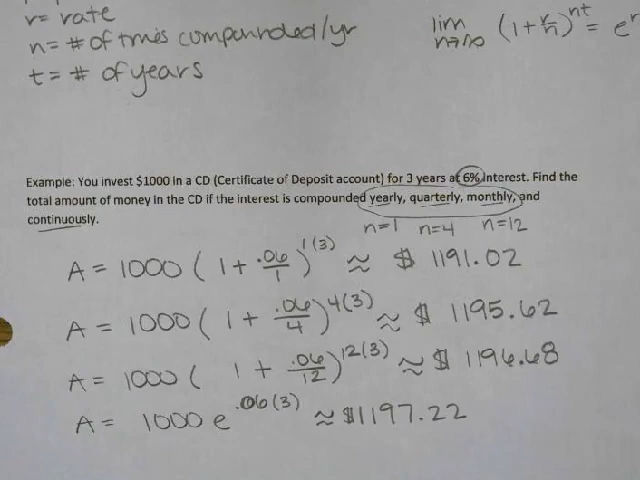 r= rate
n= # of times compounded/yr
t= # of years
lim n→∞ (1+r/n)^nt = e^r
Example: You invest $1000 in a CD (Certificate of Deposit account) for 3 years at 6% interest. Find the
total amount of money in the CD if the interest is compounded yearly, quarterly, monthly, and
continuously.
n=1 n=4 n=12
A = 1000 (1 + .06/1)^1(3) ≈ $ 1191.02
A = 1000 (1 + .06/4)^4(3) ≈ $ 1195.62
A = 1000 (1 + .06/12)^12(3) ≈ $ 1196.68
A = 1000 e^.06(3) ≈ $1197.22